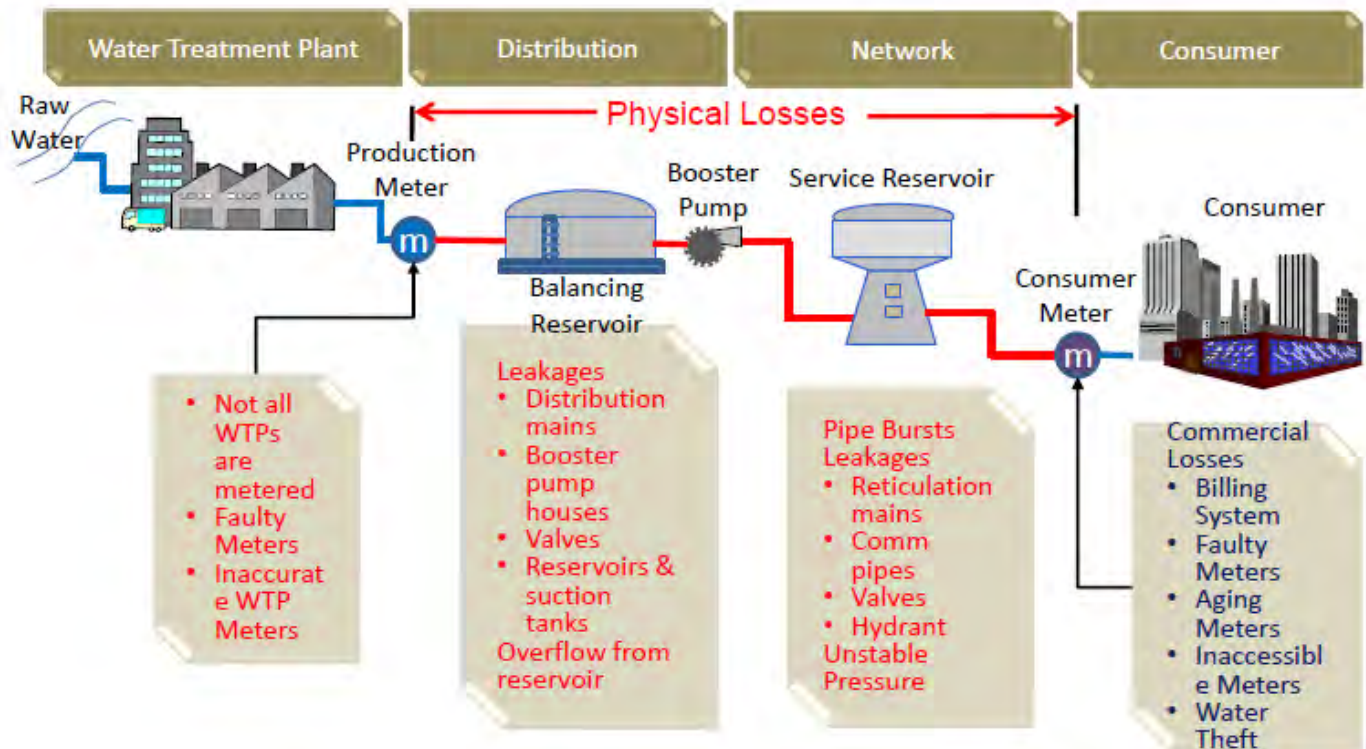 Water Treatment Plant
Distribution
Network
Consumer
Raw
Water
Physical Losses
Production
Meter
Booster
Pump
Service Reservoir
Consumer
m
Balancing
Reservoir
Consumer
Meter
m
• Not all
WTPs
are
metered
• Faulty
Meters
• Inaccurat
e WTP
Meters
Leakages
• Distribution
mains
• Booster
pump
houses
• Valves
• Reservoirs &
suction
tanks
Overflow from
reservoir
Pipe Bursts
Leakages
• Reticulation
mains
• Comm
pipes
• Valves
• Hydrant
Unstable
Pressure
Commercial
Losses
• Billing
System
• Faulty
Meters
• Aging
Meters
• Inaccessibl
e Meters
• Water
Theft